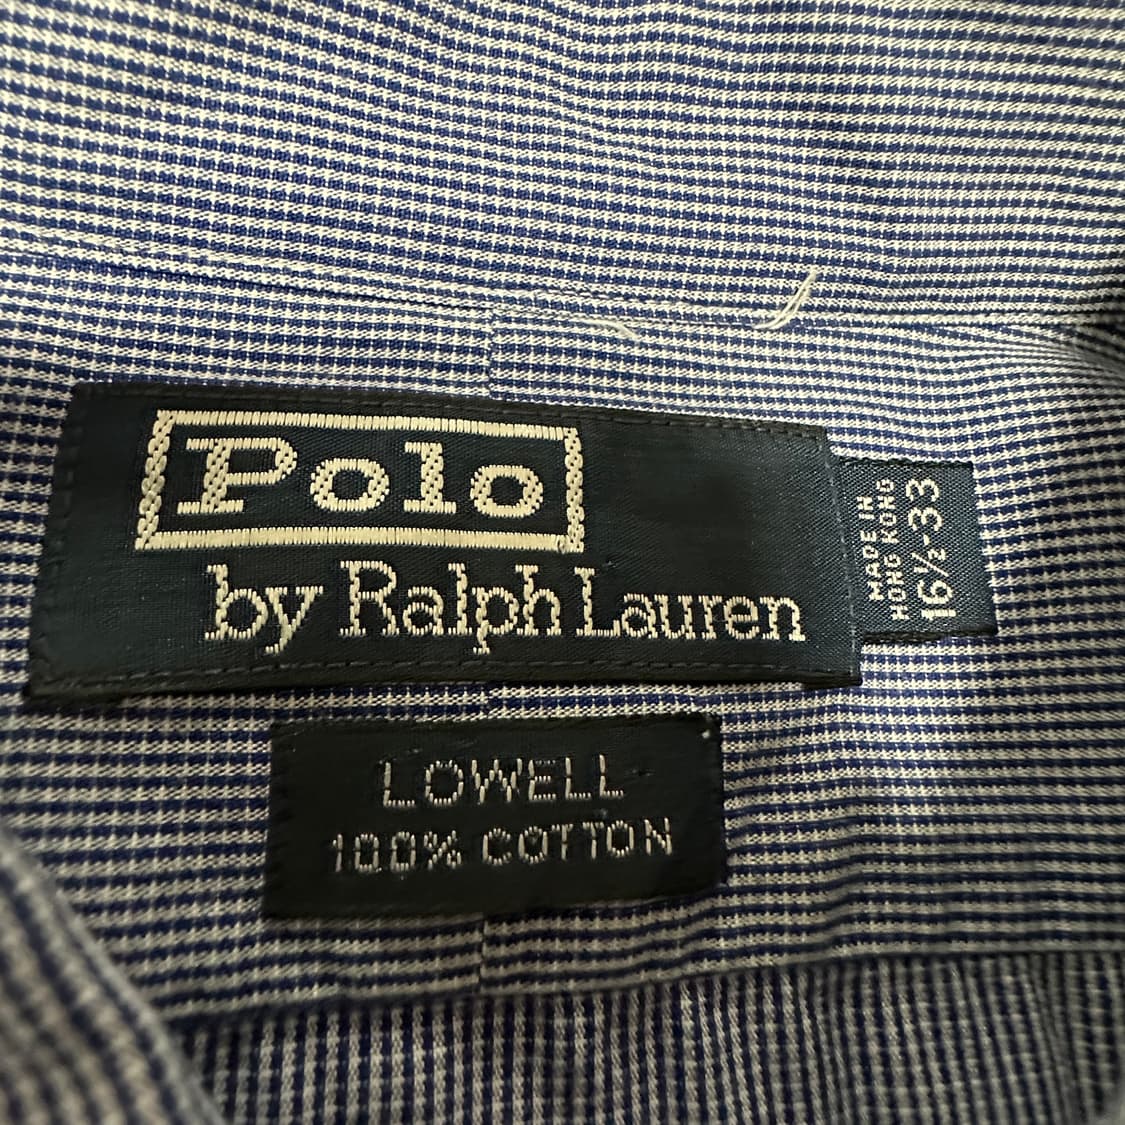 Polo
by Ralph Lauren
MADE IN
HONG KONG
16½-33
LOWELL
100% COTTON